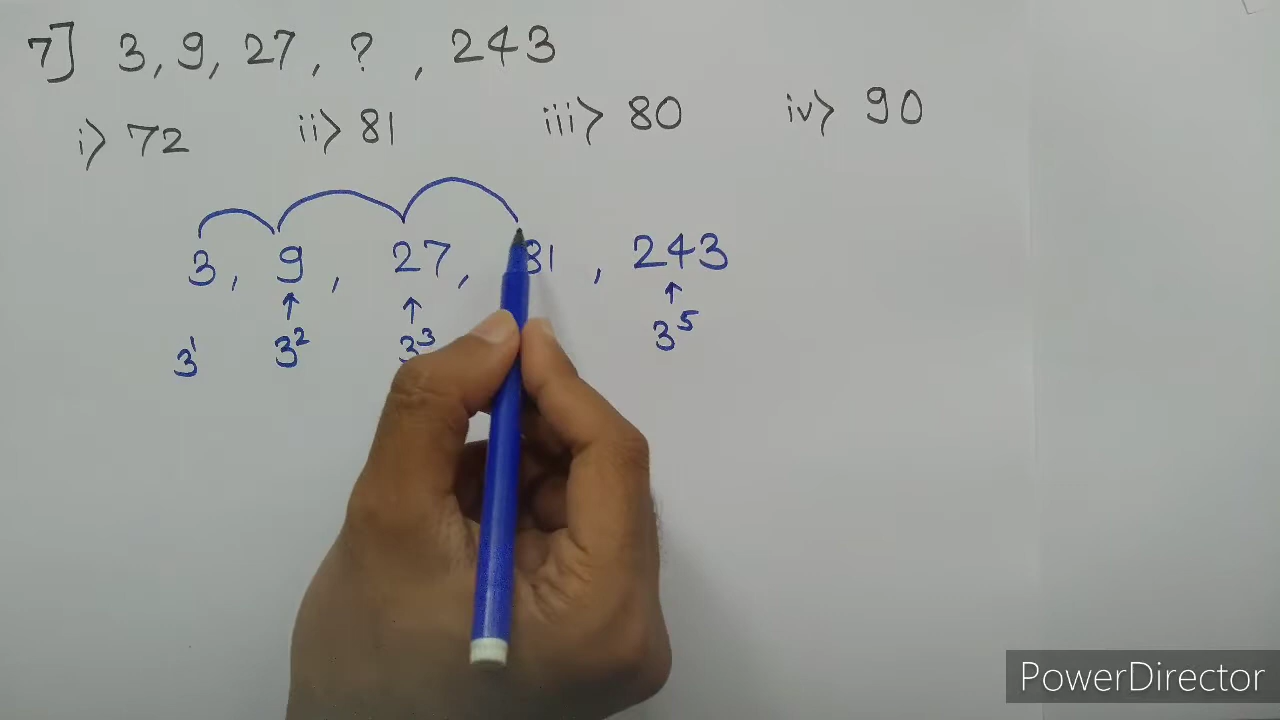 7] 3, 9, 27, ?, 243
i) 72 ii) 81 iii) 80 iv) 90
3, 9, 27, 81, 243
3¹ 3² 3³ 3⁵
PowerDirector